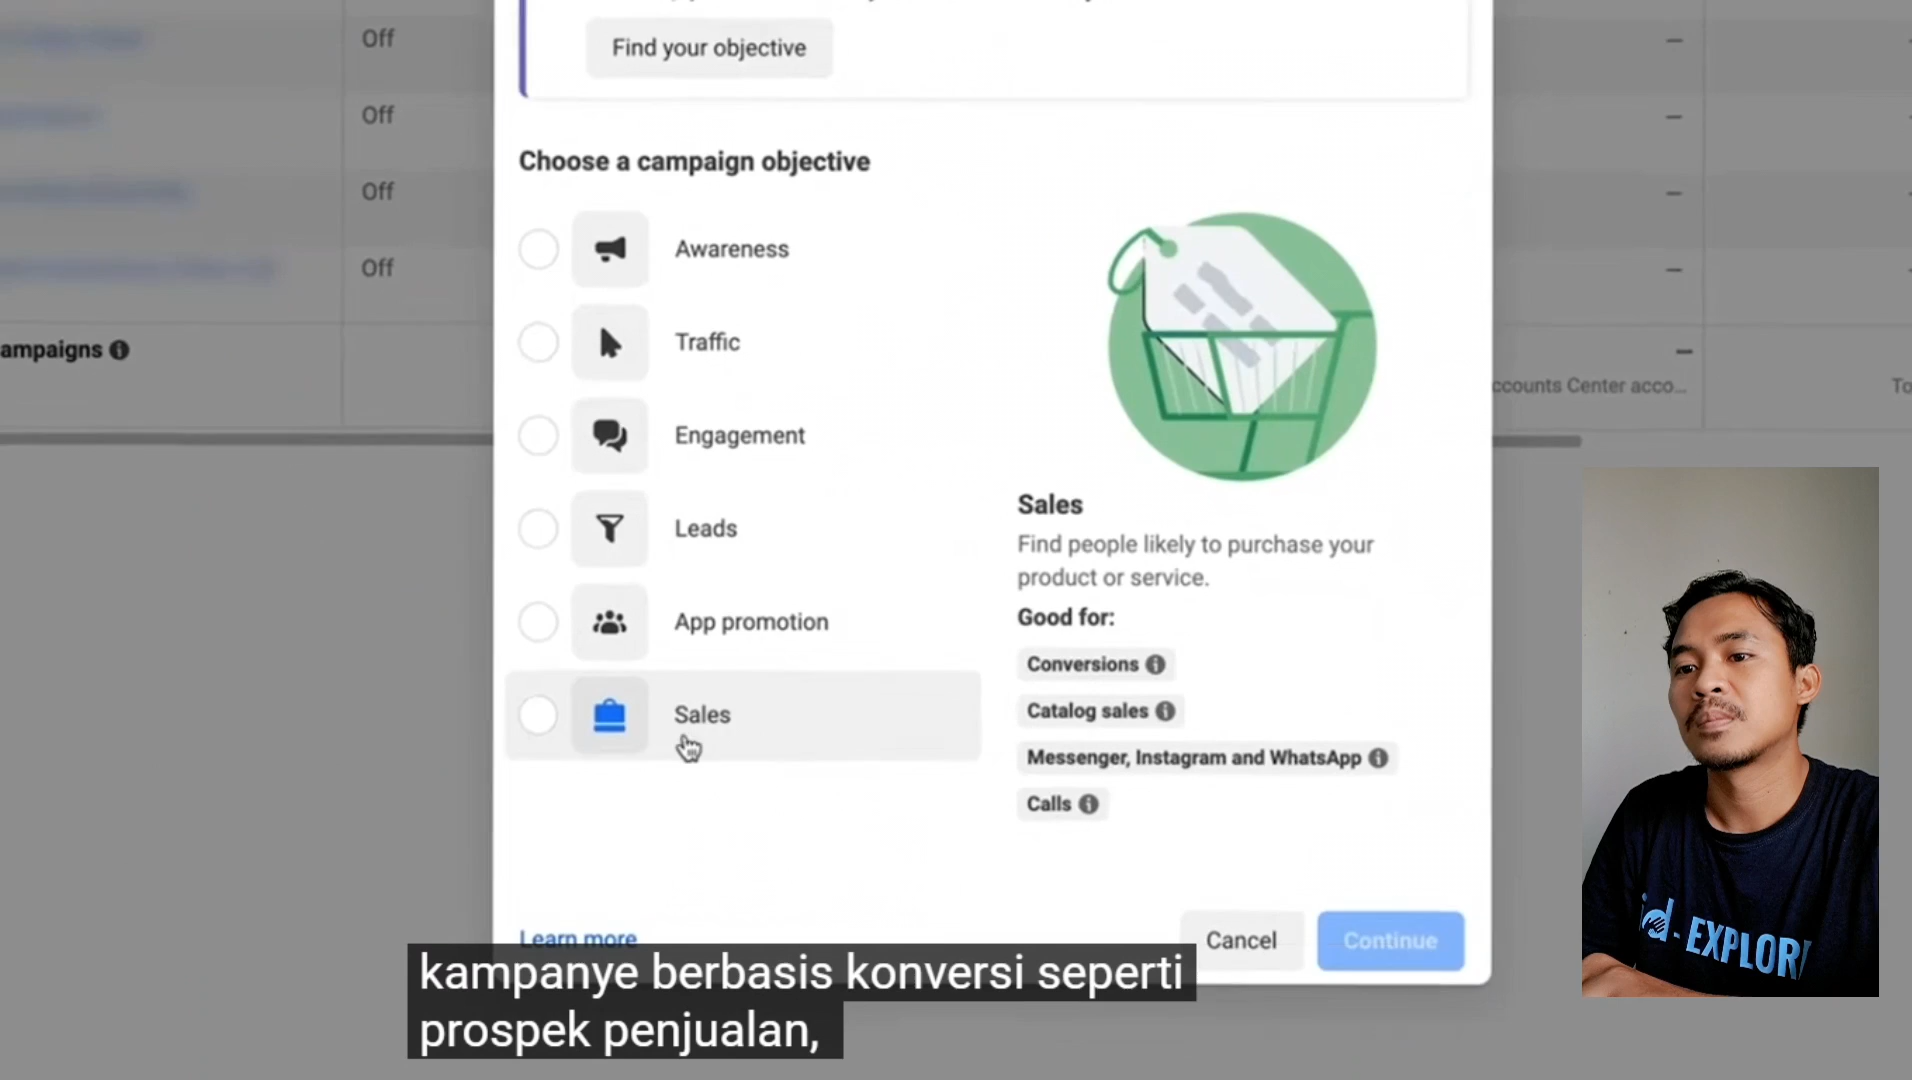 Off
Off
Off
Off
ampaigns
ccounts Center acco...
To
Find your objective
Choose a campaign objective
Awareness
Traffic
Engagement
Leads
App promotion
Sales
Sales
Find people likely to purchase your
product or service.
Good for:
Conversions
Catalog sales
Messenger, Instagram and WhatsApp
Calls
Learn more
Cancel
Continue
kampanye berbasis konversi seperti
prospek penjualan,
id-EXPLOR